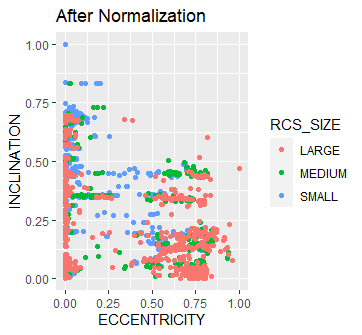 After Normalization
INCLINATION
1.00
0.75
0.50
0.25
0.00
0.00 0.25 0.50 0.75 1.00
ECCENTRICITY
RCS_SIZE
LARGE
MEDIUM
SMALL